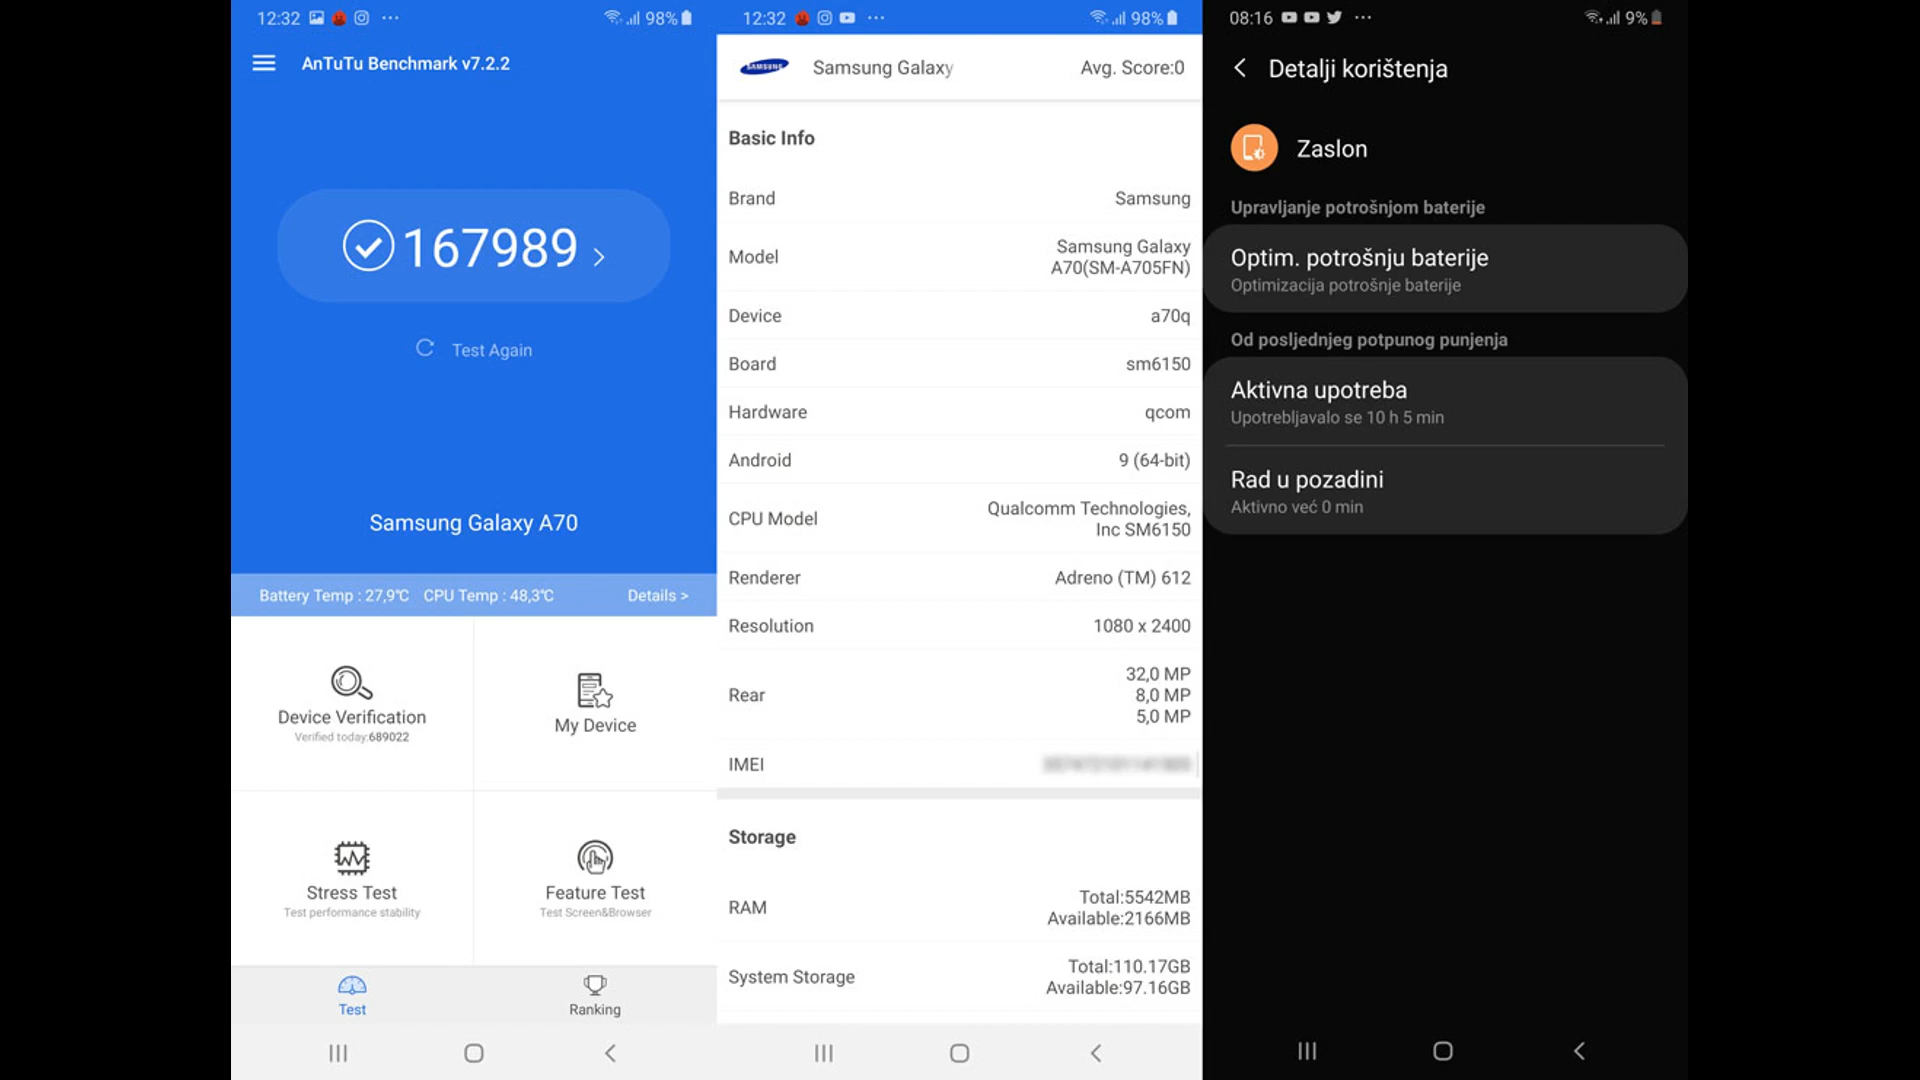 12:32
98%
AnTuTu Benchmark v7.2.2
167989
Test Again
Samsung Galaxy A70
Battery Temp : 27,9℃ CPU Temp : 48,3℃ Details >
Device Verification
Verified today:689022
My Device
Stress Test
Test performance stability
Feature Test
Test Screen&Browser
Test
Ranking
12:32
98%
SAMSUNG
Samsung Galaxy
Avg. Score:0
Basic Info
Brand
Samsung
Model
Samsung Galaxy
A70(SM-A705FN)
Device
a70q
Board
sm6150
Hardware
qcom
Android
9 (64-bit)
CPU Model
Qualcomm Technologies,
Inc SM6150
Renderer
Adreno (TM) 612
Resolution
1080 x 2400
Rear
32,0 MP
8,0 MP
5,0 MP
IMEI
Storage
RAM
Total:5542MB
Available:2166MB
System Storage
Total:110.17GB
Available:97.16GB
08:16
9%
Detalji korištenja
Zaslon
Upravljanje potrošnjom baterije
Optim. potrošnju baterije
Optimizacija potrošnje baterije
Od posljednjeg potpunog punjenja
Aktivna upotreba
Upotrebljavalo se 10 h 5 min
Rad u pozadini
Aktivno već 0 min